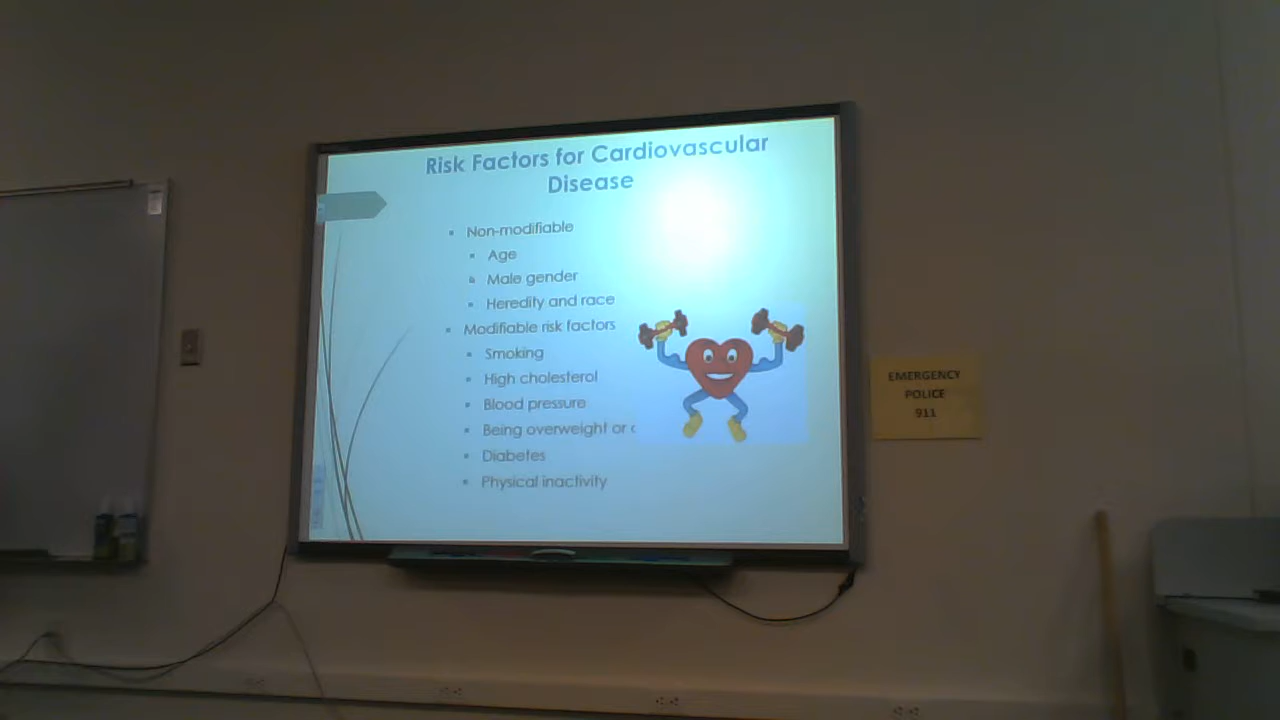 Risk Factors for Cardiovascular
Disease
Non-modifiable
Age
Male gender
Heredity and race
Modifiable risk factors
Smoking
High cholesterol
Blood pressure
Being overweight or
Diabetes
Physical inactivity
EMERGENCY
POLICE
911